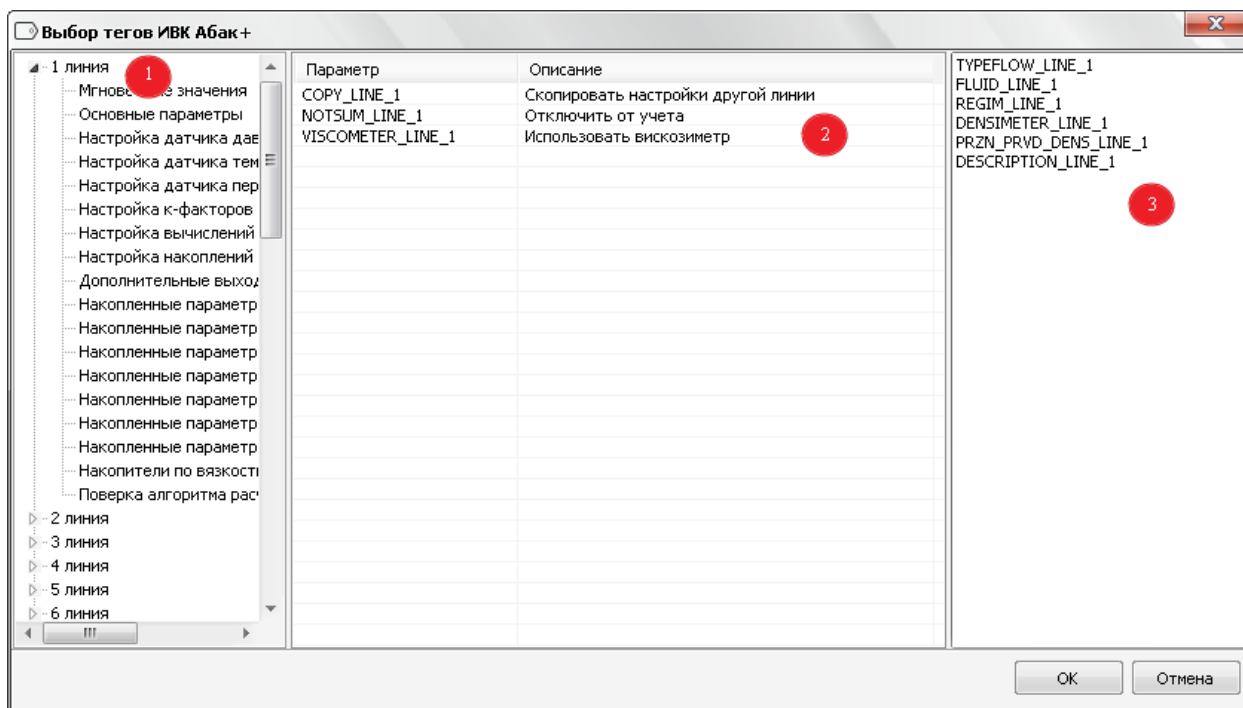 Выбор тегов ИВК Абак+
1 линия
1
Мгнове е значения
Основные параметры
Настройка датчика дав
Настройка датчика тем
Настройка датчика пер
Настройка к-факторов
Настройка вычислений
Настройка накоплений
Дополнительные выход
Накопленные параметр
Накопленные параметр
Накопленные параметр
Накопленные параметр
Накопленные параметр
Накопленные параметр
Накопленные параметр
Накопители по вязкости
Поверка алгоритма рас
2 линия
3 линия
4 линия
5 линия
6 линия
Параметр Описание
COPY_LINE_1 Скопировать настройки другой линии
NOTSUM_LINE_1 Отключить от учета
VISCOMETER_LINE_1 Использовать вискозиметр
2
TYPEFLOW_LINE_1
FLUID_LINE_1
REGIM_LINE_1
DENSIMETER_LINE_1
PRZN_PRVD_DENS_LINE_1
DESCRIPTION_LINE_1
3
OK Отмена